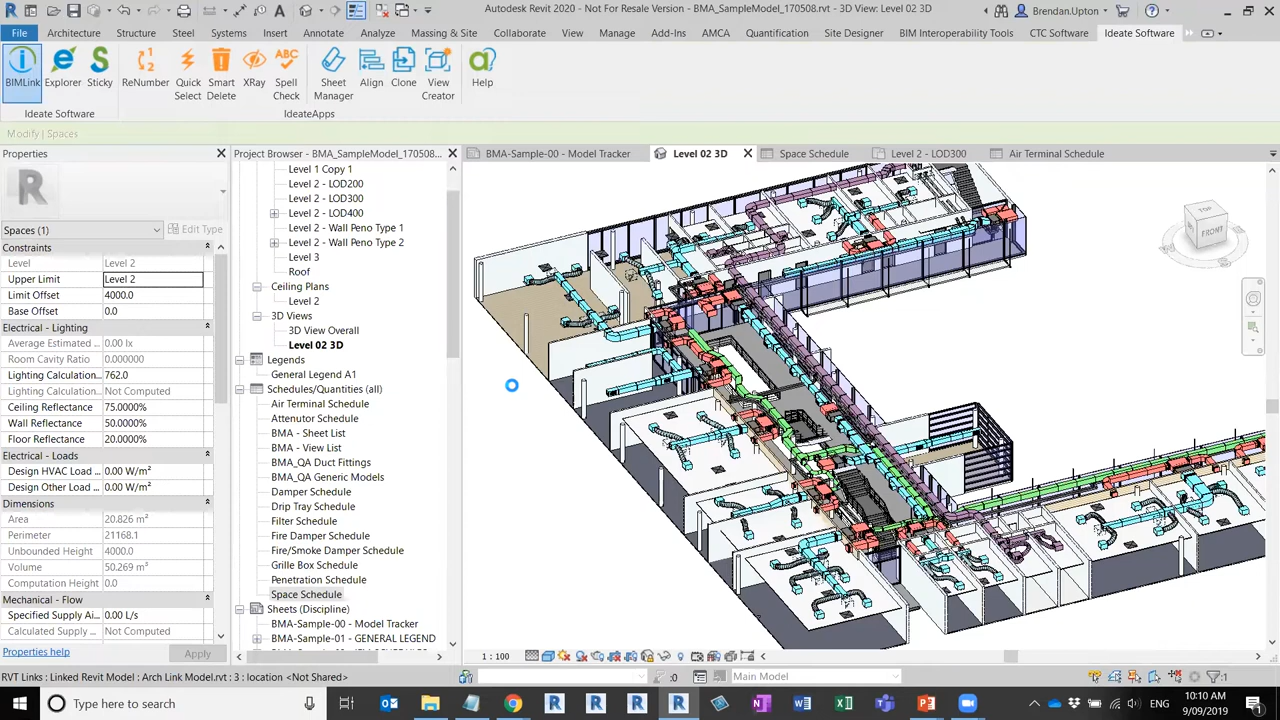 Autodesk Revit 2020 - Not For Resale Version - BMA_SampleModel_170508.rvt - 3D View: Level 02 3D
Brendan.Upton
File Architecture Structure Steel Systems Insert Annotate Analyze Massing & Site Collaborate View Manage Add-Ins AMCA Quantification Site Designer BIM Interoperability Tools CTC Software Ideate Software
BIMLink Explorer Sticky ReNumber Quick Select Smart Delete XRay Spell Check Sheet Manager Align Clone View Creator Help
Ideate Software IdeateApps
Modify | Spaces
Properties
Spaces (1) Edit Type
Constraints
Level Level 2
Upper Limit Level 2
Limit Offset 4000.0
Base Offset 0.0
Electrical - Lighting
Average Estimated ... 0.00 lx
Room Cavity Ratio 0.000000
Lighting Calculation... 762.0
Lighting Calculation... Not Computed
Ceiling Reflectance 75.0000%
Wall Reflectance 50.0000%
Floor Reflectance 20.0000%
Electrical - Loads
Design HVAC Load ... 0.00 W/m²
Design Other Load ... 0.00 W/m²
Dimensions
Area 20.826 m²
Perimeter 21168.1
Unbounded Height 4000.0
Volume 50.269 m³
Computation Height 0.0
Mechanical - Flow
Specified Supply Ai... 0.00 L/s
Calculated Supply ... Not Computed
Properties help Apply
Project Browser - BMA_SampleModel_170508...
Level 1 Copy 1
Level 2 - LOD200
Level 2 - LOD300
Level 2 - LOD400
Level 2 - Wall Peno Type 1
Level 2 - Wall Peno Type 2
Level 3
Roof
Ceiling Plans
Level 2
3D Views
3D View Overall
Level 02 3D
Legends
General Legend A1
Schedules/Quantities (all)
Air Terminal Schedule
Attenutor Schedule
BMA - Sheet List
BMA - View List
BMA_QA Duct Fittings
BMA_QA Generic Models
Damper Schedule
Drip Tray Schedule
Filter Schedule
Fire Damper Schedule
Fire/Smoke Damper Schedule
Grille Box Schedule
Penetration Schedule
Space Schedule
Sheets (Discipline)
BMA-Sample-00 - Model Tracker
BMA-Sample-01 - GENERAL LEGEND
BMA-Sample-00 - Model Tracker Level 02 3D Space Schedule Level 2 - LOD300 Air Terminal Schedule
TOP
FRONT
1 : 100
RVT Links : Linked Revit Model : Arch Link Model.rvt : 3 : location <Not Shared>
:0 Main Model :1
Type here to search
ENG
10:10 AM
9/09/2019